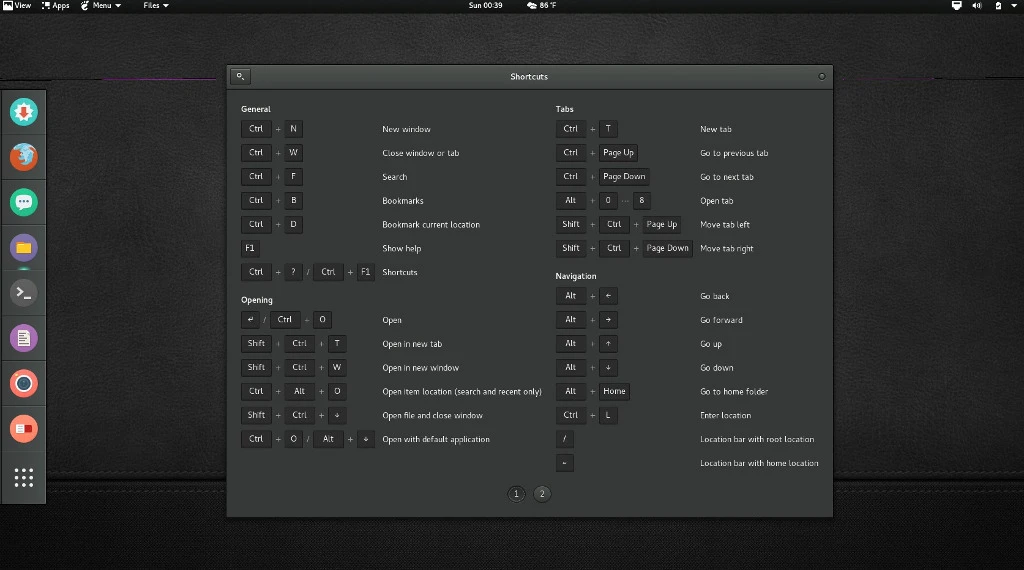 View Apps Menu Files Sun 00:39 86 °F
Shortcuts
General
Ctrl + N New window
Ctrl + W Close window or tab
Ctrl + F Search
Ctrl + B Bookmarks
Ctrl + D Bookmark current location
F1 Show help
Ctrl + ? / Ctrl + F1 Shortcuts
Opening
↵ / Ctrl + O Open
Shift + Ctrl + T Open in new tab
Shift + Ctrl + W Open in new window
Ctrl + Alt + O Open item location (search and recent only)
Shift + Ctrl + ↓ Open file and close window
Ctrl + O / Alt + ↓ Open with default application
Tabs
Ctrl + T New tab
Ctrl + Page Up Go to previous tab
Ctrl + Page Down Go to next tab
Alt + 0 ⋯ 8 Open tab
Shift + Ctrl + Page Up Move tab left
Shift + Ctrl + Page Down Move tab right
Navigation
Alt + ← Go back
Alt + → Go forward
Alt + ↑ Go up
Alt + ↓ Go down
Alt + Home Go to home folder
Ctrl + L Enter location
/ Location bar with root location
~ Location bar with home location
1 2